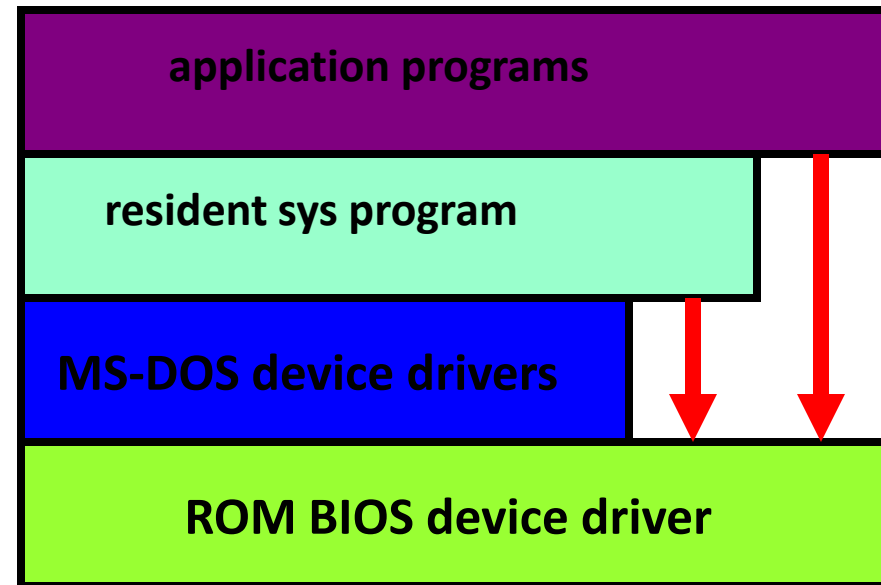 application programs
resident sys program
MS-DOS device drivers
ROM BIOS device driver